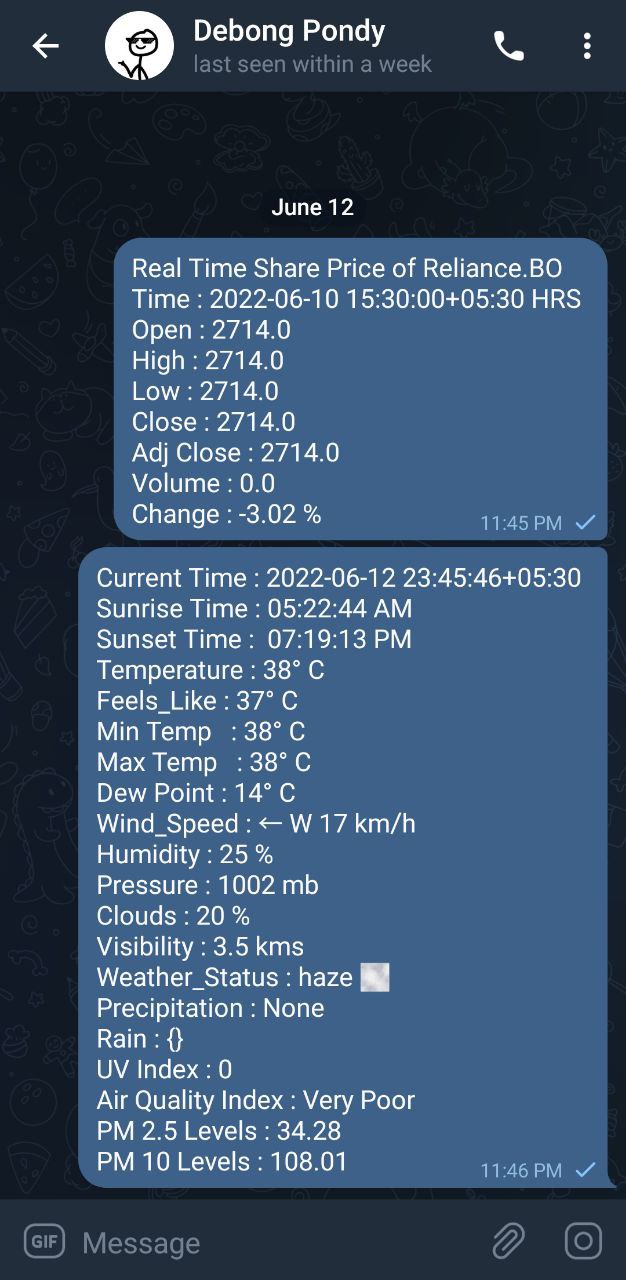 Debong Pondy
last seen within a week
June 12
Real Time Share Price of Reliance.BO
Time : 2022-06-10 15:30:00+05:30 HRS
Open : 2714.0
High : 2714.0
Low : 2714.0
Close : 2714.0
Adj Close : 2714.0
Volume : 0.0
Change : -3.02 %
11:45 PM
Current Time : 2022-06-12 23:45:46+05:30
Sunrise Time : 05:22:44 AM
Sunset Time :  07:19:13 PM
Temperature : 38° C
Feels_Like : 37° C
Min Temp   : 38° C
Max Temp   : 38° C
Dew Point : 14° C
Wind_Speed : ← W 17 km/h
Humidity : 25 %
Pressure : 1002 mb
Clouds : 20 %
Visibility : 3.5 kms
Weather_Status : haze
Precipitation : None
Rain : {}
UV Index : 0
Air Quality Index : Very Poor
PM 2.5 Levels : 34.28
PM 10 Levels : 108.01
11:46 PM
GIF
Message